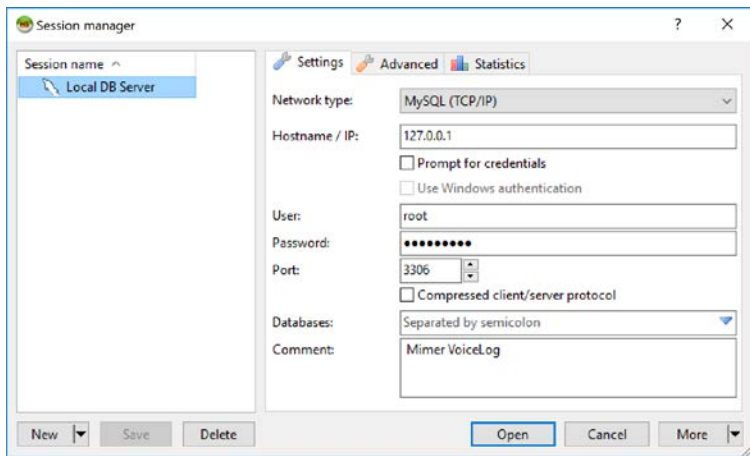 Session manager
?
Session name
Local DB Server
Settings
Advanced
Statistics
Network type:
MySQL (TCP/IP)
Hostname / IP:
127.0.0.1
Prompt for credentials
Use Windows authentication
User:
root
Password:
•••••••••
Port:
3306
Compressed client/server protocol
Databases:
Separated by semicolon
Comment:
Mimer VoiceLog
New
Save
Delete
Open
Cancel
More